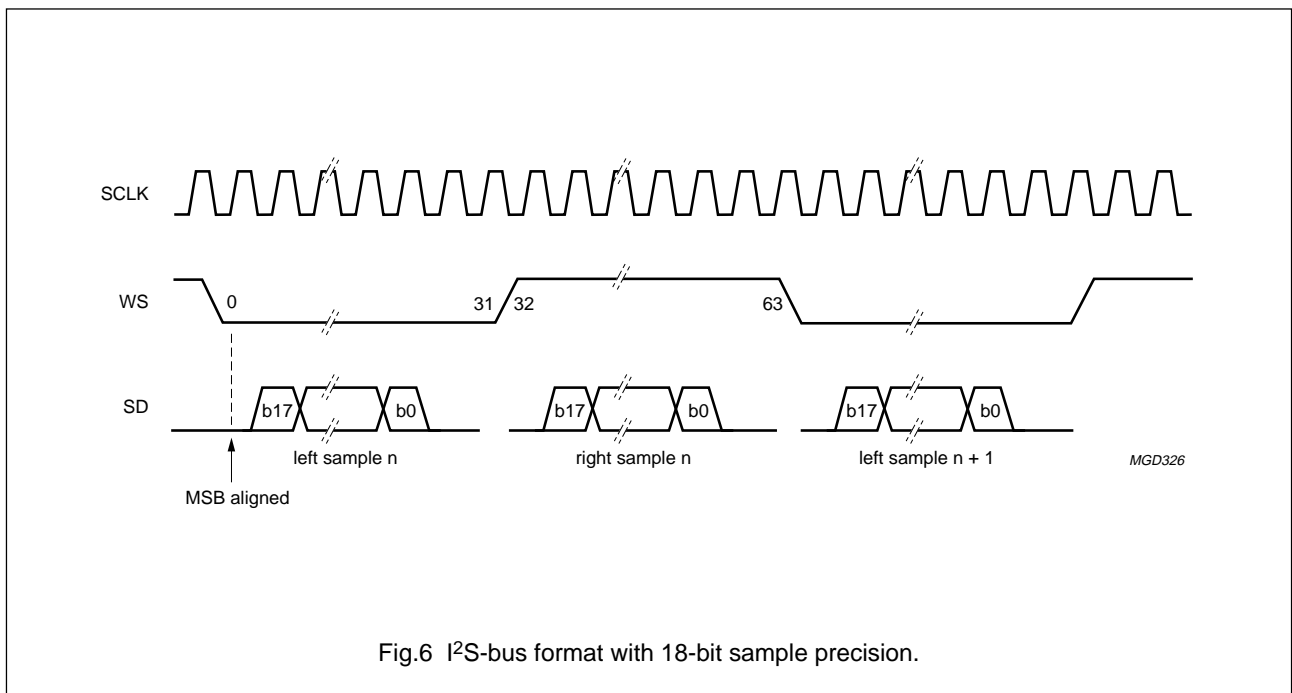 SCLK
WS
0
31
32
63
SD
b17
b0
b17
b0
b17
b0
left sample n
right sample n
left sample n + 1
MGD326
MSB aligned
Fig.6 I²S-bus format with 18-bit sample precision.